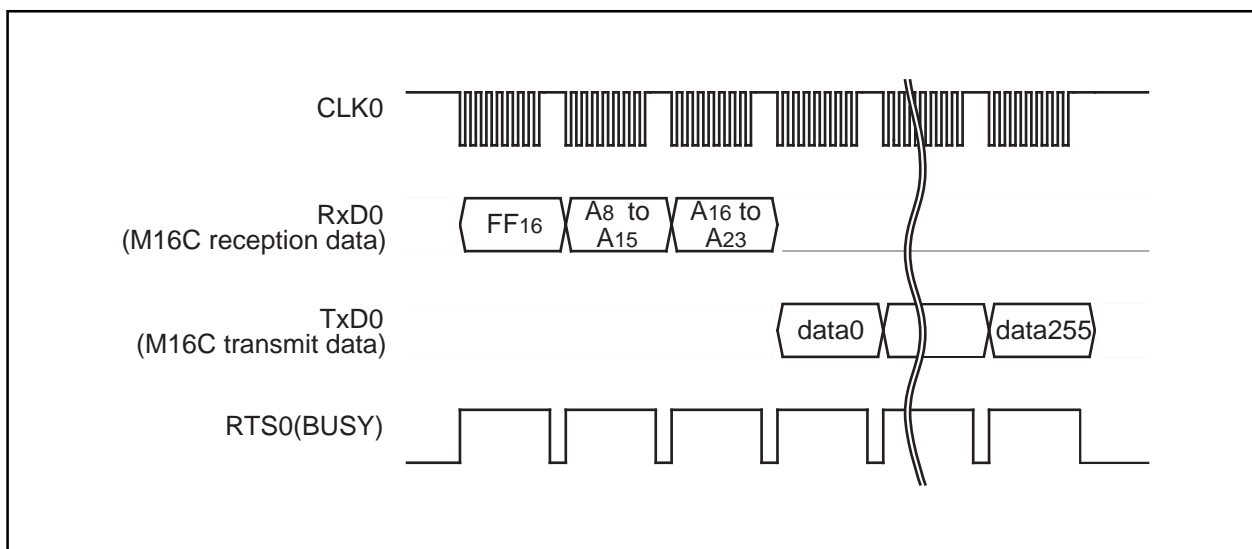 CLK0
RxD0
(M16C reception data)
FF16
A8 to
A15
A16 to
A23
TxD0
(M16C transmit data)
data0
data255
RTS0(BUSY)